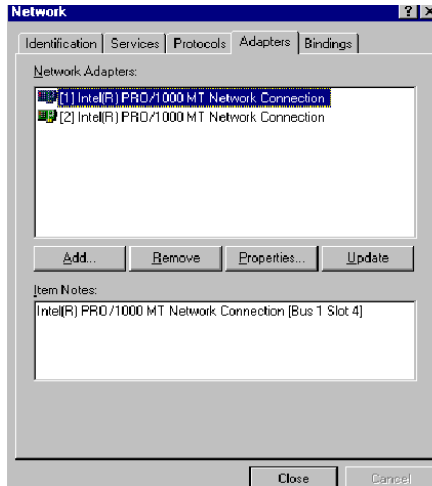 Network
Identification Services Protocols Adapters Bindings
Network Adapters:
[1] Intel(R) PRO/1000 MT Network Connection
[2] Intel(R) PRO/1000 MT Network Connection
Add... Remove Properties... Update
Item Notes:
Intel(R) PRO/1000 MT Network Connection [Bus 1 Slot 4]
Close Cancel